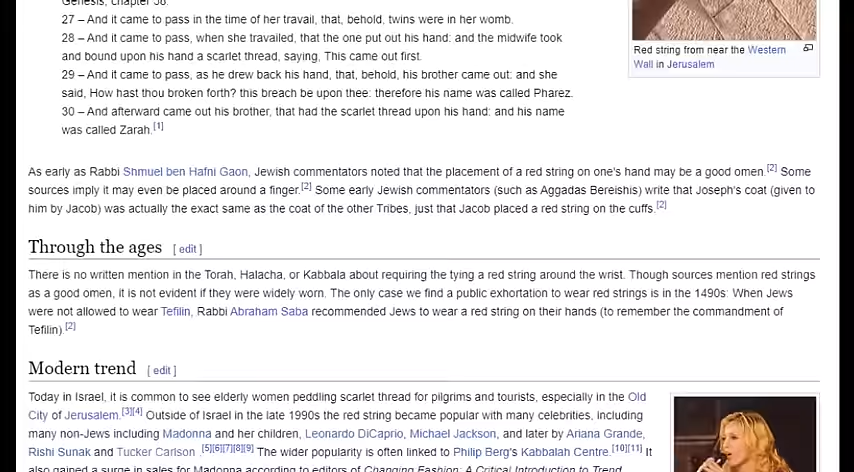 Genesis, chapter 38.
27 – And it came to pass in the time of her travail, that, behold, twins were in her womb.
28 – And it came to pass, when she travailed, that the one put out his hand: and the midwife took
and bound upon his hand a scarlet thread, saying, This came out first.
29 – And it came to pass, as he drew back his hand, that, behold, his brother came out: and she
said, How hast thou broken forth? this breach be upon thee: therefore his name was called Pharez.
30 – And afterward came out his brother, that had the scarlet thread upon his hand: and his name
was called Zarah.[1]
Red string from near the Western
Wall in Jerusalem
As early as Rabbi Shmuel ben Hafni Gaon, Jewish commentators noted that the placement of a red string on one's hand may be a good omen.[2] Some
sources imply it may even be placed around a finger.[2] Some early Jewish commentators (such as Aggadas Bereishis) write that Joseph's coat (given to
him by Jacob) was actually the exact same as the coat of the other Tribes, just that Jacob placed a red string on the cuffs.[2]
Through the ages [ edit ]
There is no written mention in the Torah, Halacha, or Kabbala about requiring the tying a red string around the wrist. Though sources mention red strings
as a good omen, it is not evident if they were widely worn. The only case we find a public exhortation to wear red strings is in the 1490s: When Jews
were not allowed to wear Tefilin, Rabbi Abraham Saba recommended Jews to wear a red string on their hands (to remember the commandment of
Tefilin).[2]
Modern trend [ edit ]
Today in Israel, it is common to see elderly women peddling scarlet thread for pilgrims and tourists, especially in the Old
City of Jerusalem.[3][4] Outside of Israel in the late 1990s the red string became popular with many celebrities, including
many non-Jews including Madonna and her children, Leonardo DiCaprio, Michael Jackson, and later by Ariana Grande,
Rishi Sunak and Tucker Carlson .[5][6][7][8][9] The wider popularity is often linked to Philip Berg's Kabbalah Centre.[10][11] It
also gained a surge in sales for Madonna according to editors of Changing Fashion: A Critical Introduction to Trend